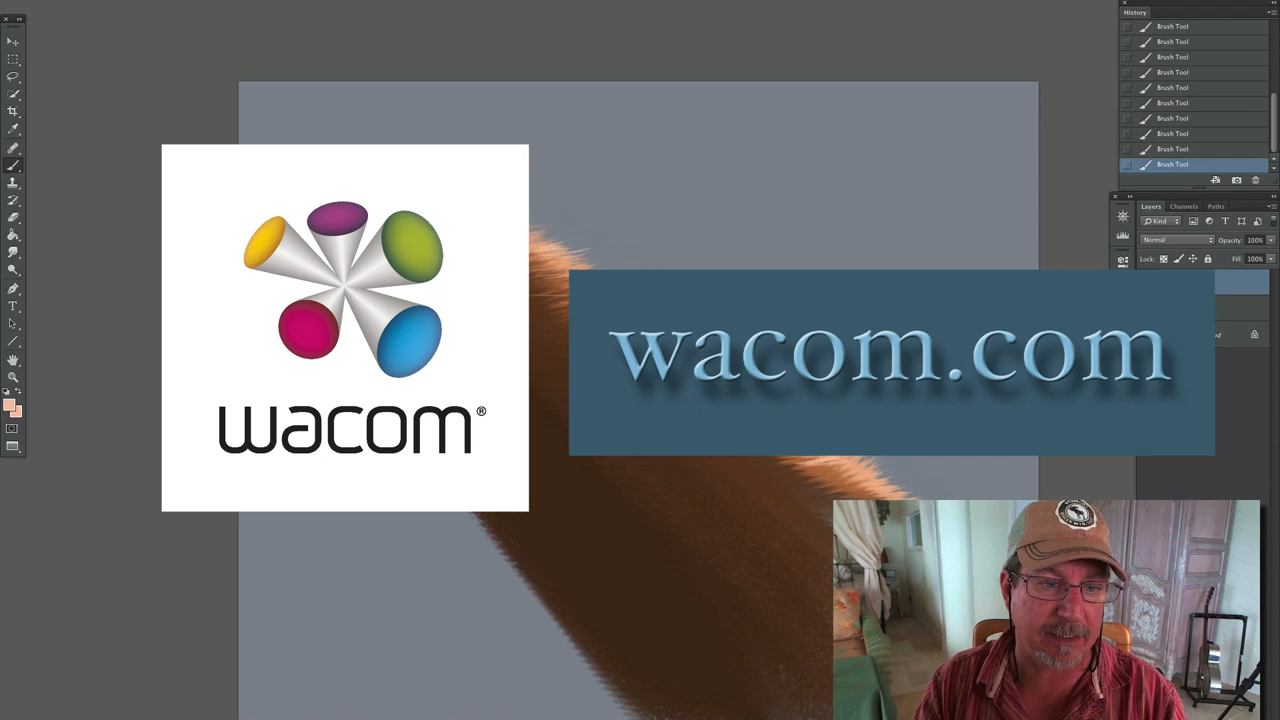 History
Brush Tool
Brush Tool
Brush Tool
Brush Tool
Brush Tool
Brush Tool
Brush Tool
Brush Tool
Brush Tool
Brush Tool
Layers Channels Paths
Kind
Normal Opacity: 100%
Lock: Fill: 100%
wacom®
wacom.com